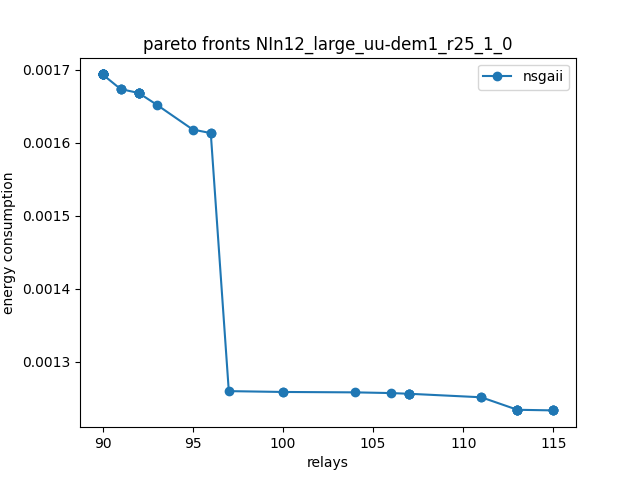 pareto fronts NIn12_large_uu-dem1_r25_1_0
nsgaii
energy consumption
0.0017
0.0016
0.0015
0.0014
0.0013
90 95 100 105 110 115
relays